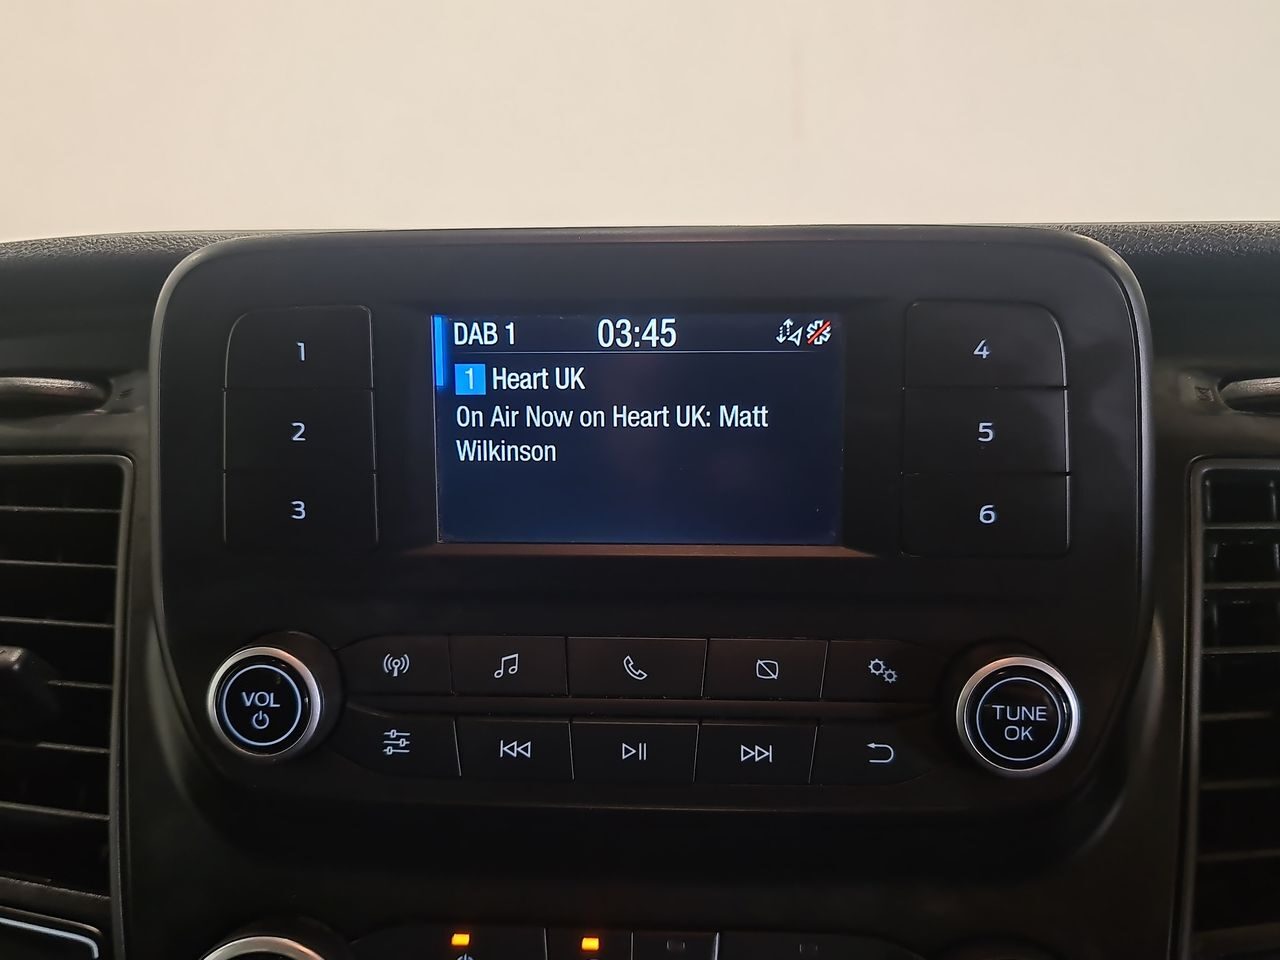 DAB 1 03:45
1 Heart UK
On Air Now on Heart UK: Matt
Wilkinson
1
2
3
4
5
6
VOL
TUNE
OK